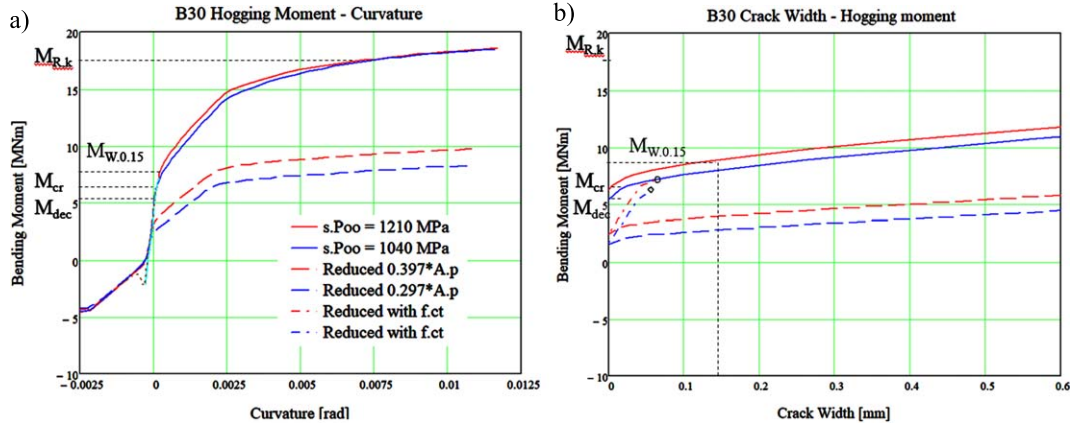 a)
B30 Hogging Moment - Curvature
20
15
10
5
0
− 5
− 10
M_R.k
M_W.0.15
M_cr
M_dec
Bending Moment [MNm]
s.Poo = 1210 MPa
s.Poo = 1040 MPa
Reduced 0.397*A.p
Reduced 0.297*A.p
Reduced with f.ct
Reduced with f.ct
− 0.0025 0 0.0025 0.005 0.0075 0.01 0.0125
Curvature [rad]
b)
B30 Crack Width - Hogging moment
20
15
10
5
0
− 5
− 10
M_R.k
M_W.0.15
M_cr
M_dec
Bending Moment [MNm]
0 0.1 0.2 0.3 0.4 0.5 0.6
Crack Width [mm]